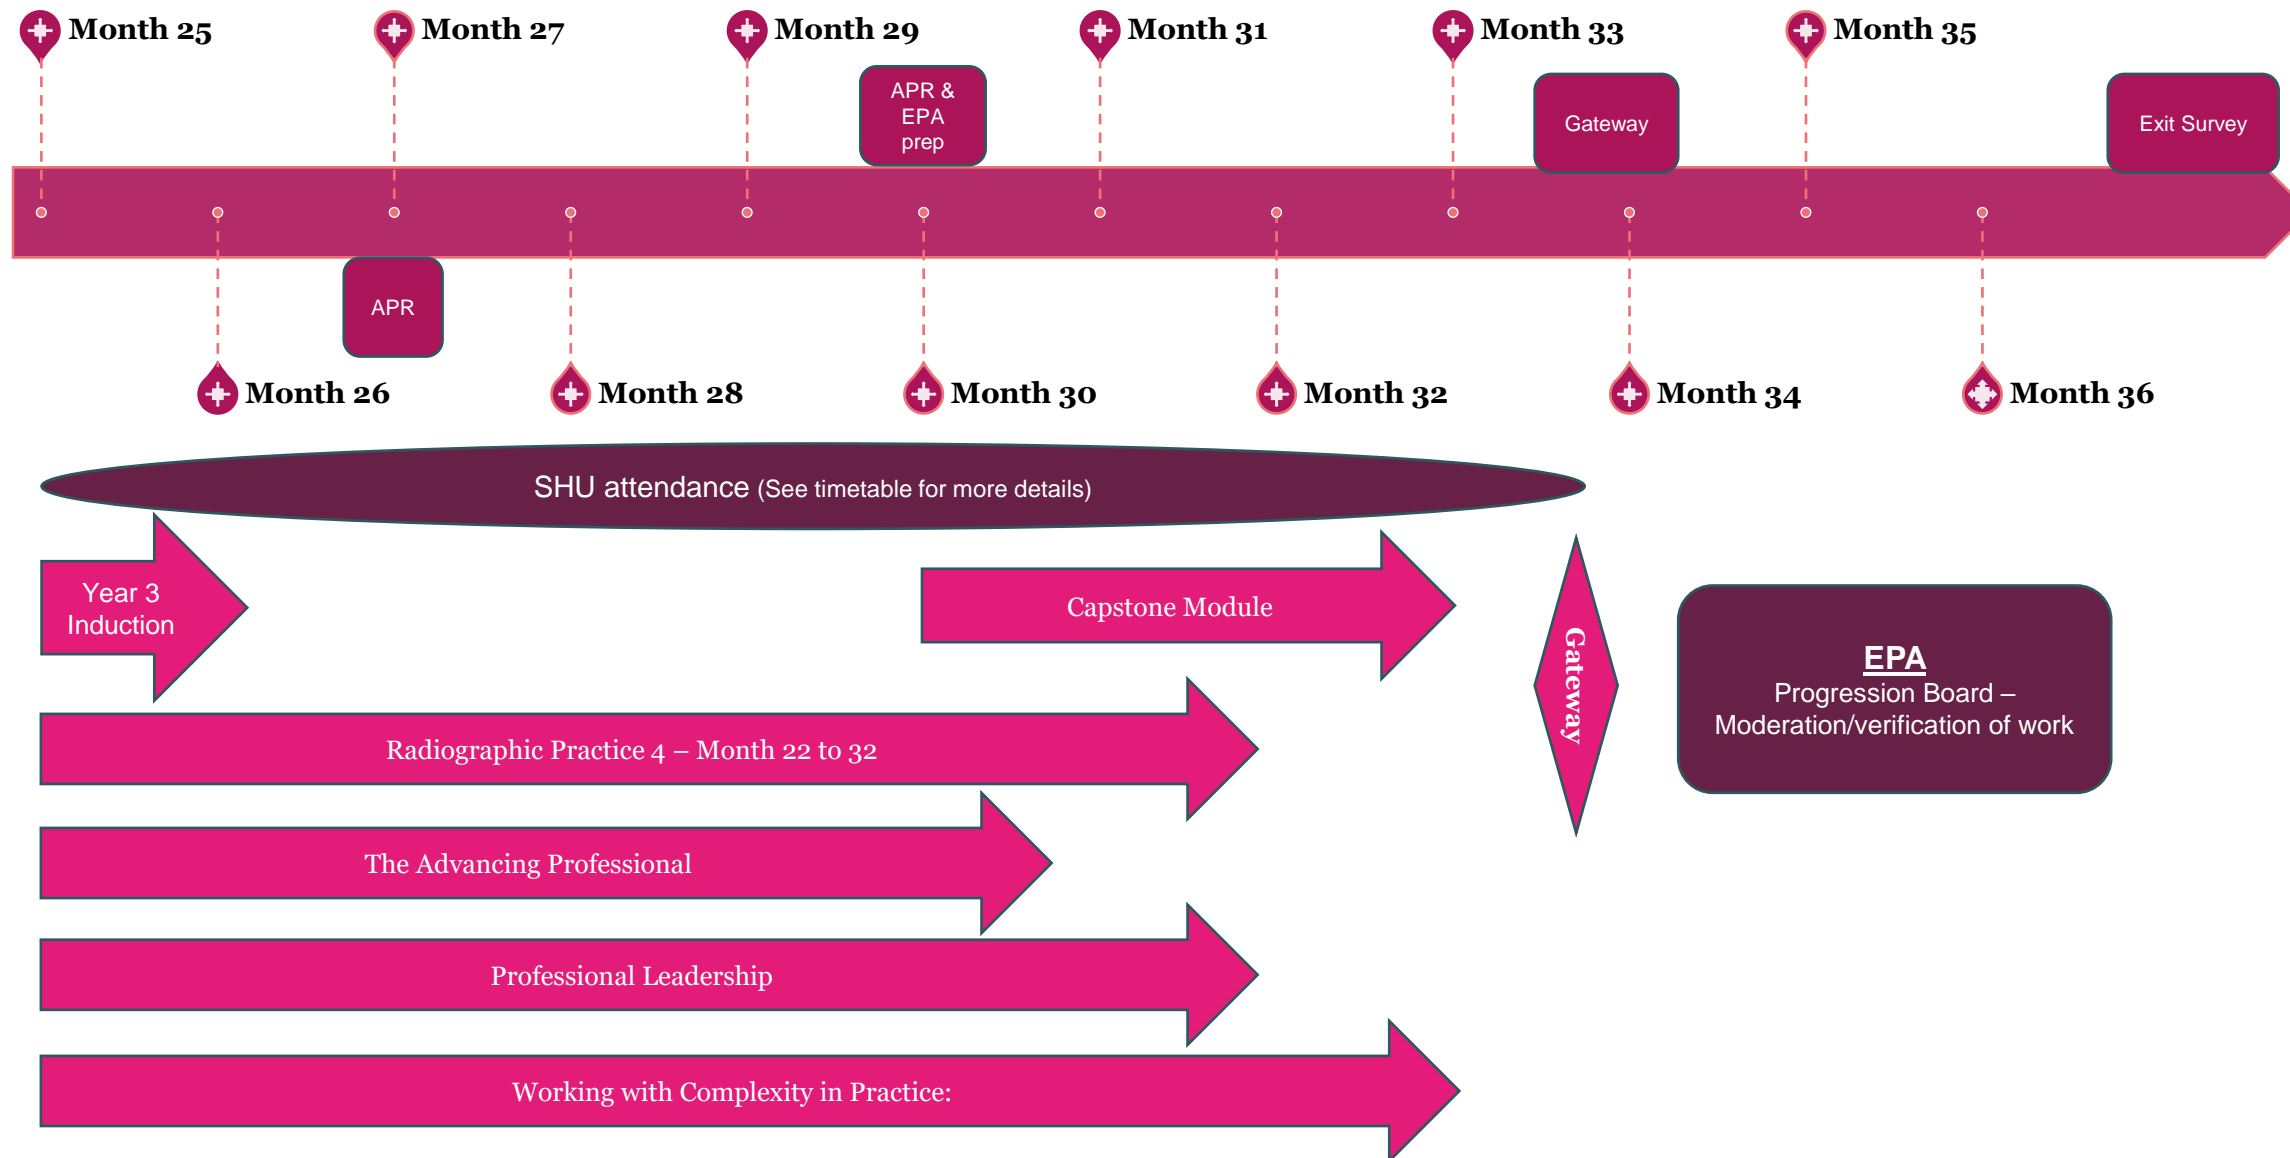 Month 25
Month 27
Month 29
Month 31
Month 33
Month 35
APR &
EPA
prep
Gateway
Exit Survey
APR
Month 26
Month 28
Month 30
Month 32
Month 34
Month 36
SHU attendance (See timetable for more details)
Year 3
Induction
Capstone Module
Gateway
EPA
Progression Board –
Moderation/verification of work
Radiographic Practice 4 – Month 22 to 32
The Advancing Professional
Professional Leadership
Working with Complexity in Practice: